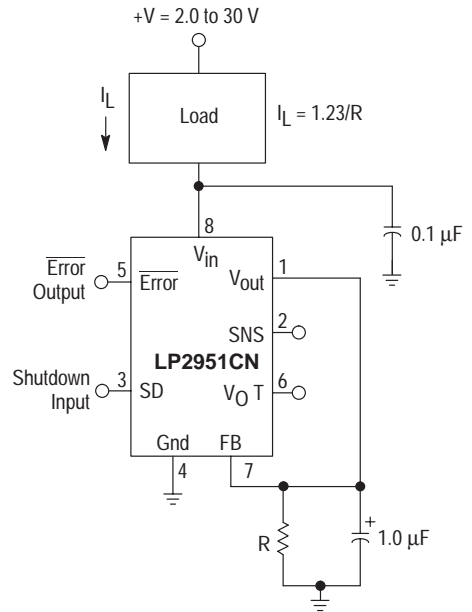 +V = 2.0 to 30 V
I_L
Load
I_L = 1.23/R
8
0.1 μF
V_in
1
Error
Output
5
Error
V_out
SNS
2
LP2951CN
Shutdown
Input
3
SD
V_O T
6
Gnd
FB
4
7
R
+
1.0 μF